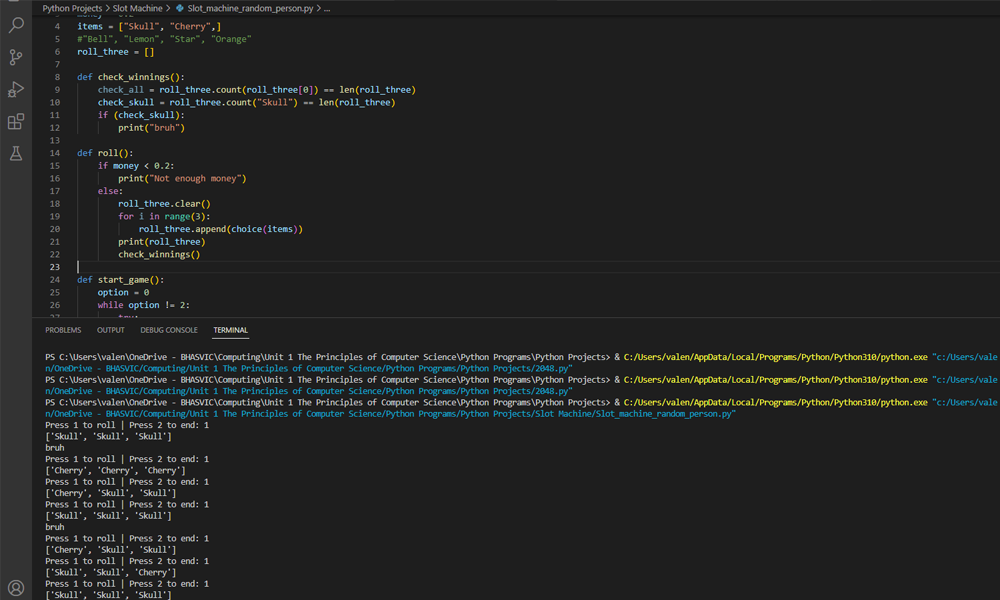 Python Projects > Slot Machine > Slot_machine_random_person.py > ...
4 items = ["Skull", "Cherry",]
5 #"Bell", "Lemon", "Star", "Orange"
6 roll_three = []
7
8 def check_winnings():
9 check_all = roll_three.count(roll_three[0]) == len(roll_three)
10 check_skull = roll_three.count("Skull") == len(roll_three)
11 if (check_skull):
12 print("bruh")
13
14 def roll():
15 if money < 0.2:
16 print("Not enough money")
17 else:
18 roll_three.clear()
19 for i in range(3):
20 roll_three.append(choice(items))
21 print(roll_three)
22 check_winnings()
23
24 def start_game():
25 option = 0
26 while option != 2:
PROBLEMS OUTPUT DEBUG CONSOLE TERMINAL
PS C:\Users\valen\OneDrive - BHASVIC\Computing\Unit 1 The Principles of Computer Science\Python Programs\Python Projects> & C:/Users/valen/AppData/Local/Programs/Python/Python310/python.exe "c:/Users/vale
n/OneDrive - BHASVIC/Computing/Unit 1 The Principles of Computer Science/Python Programs/Python Projects/2048.py"
PS C:\Users\valen\OneDrive - BHASVIC\Computing\Unit 1 The Principles of Computer Science\Python Programs\Python Projects> & C:/Users/valen/AppData/Local/Programs/Python/Python310/python.exe "c:/Users/vale
n/OneDrive - BHASVIC/Computing/Unit 1 The Principles of Computer Science/Python Programs/Python Projects/2048.py"
PS C:\Users\valen\OneDrive - BHASVIC\Computing\Unit 1 The Principles of Computer Science\Python Programs\Python Projects> & C:/Users/valen/AppData/Local/Programs/Python/Python310/python.exe "c:/Users/vale
n/OneDrive - BHASVIC/Computing/Unit 1 The Principles of Computer Science/Python Programs/Python Projects/Slot Machine/Slot_machine_random_person.py"
Press 1 to roll | Press 2 to end: 1
['Skull', 'Skull', 'Skull']
bruh
Press 1 to roll | Press 2 to end: 1
['Cherry', 'Cherry', 'Cherry']
Press 1 to roll | Press 2 to end: 1
['Cherry', 'Skull', 'Skull']
Press 1 to roll | Press 2 to end: 1
['Skull', 'Skull', 'Skull']
bruh
Press 1 to roll | Press 2 to end: 1
['Cherry', 'Skull', 'Skull']
Press 1 to roll | Press 2 to end: 1
['Skull', 'Skull', 'Cherry']
Press 1 to roll | Press 2 to end: 1
['Skull', 'Skull', 'Skull']